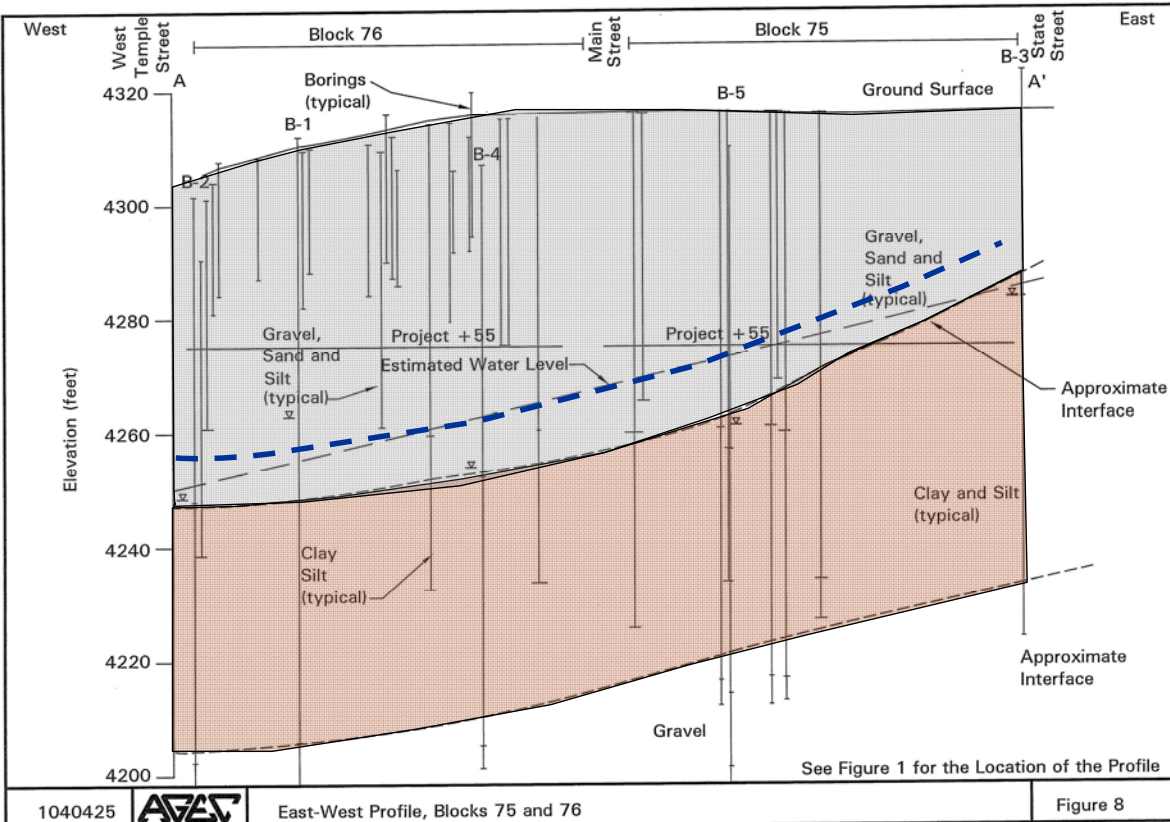 West
East
West
Temple
Street
Block 76
Main
Street
Block 75
State
Street
A
Borings
(typical)
B-3
A'
4320
B-1
B-5
Ground Surface
B-4
B-2
4300
Gravel,
Sand and
Silt
(typical)
4280
Gravel,
Sand and
Silt
(typical)
Project +55
Project +55
Estimated Water Level
Approximate
Interface
4260
Elevation (feet)
Clay and Silt
(typical)
4240
Clay
Silt
(typical)
4220
Approximate
Interface
Gravel
4200
See Figure 1 for the Location of the Profile
1040425
AGEC
East-West Profile, Blocks 75 and 76
Figure 8